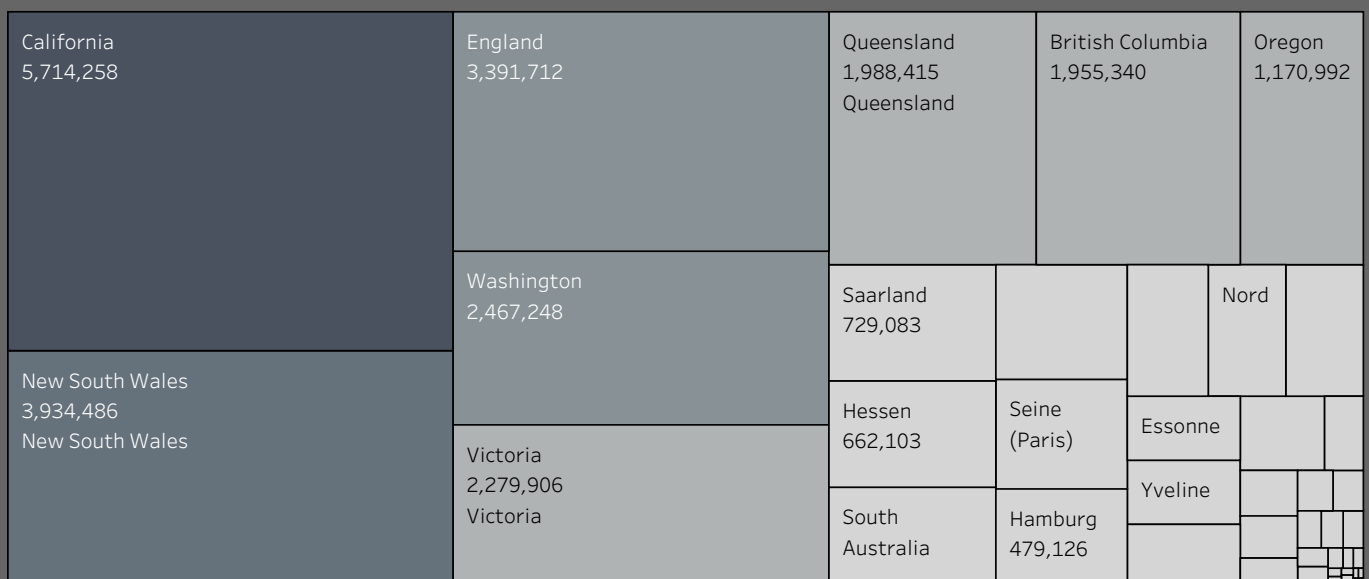 California
5,714,258
New South Wales
3,934,486
New South Wales
England
3,391,712
Washington
2,467,248
Victoria
2,279,906
Victoria
Queensland
1,988,415
Queensland
British Columbia
1,955,340
Oregon
1,170,992
Saarland
729,083
Hessen
662,103
South
Australia
Seine
(Paris)
Hamburg
479,126
Nord
Essonne
Yveline